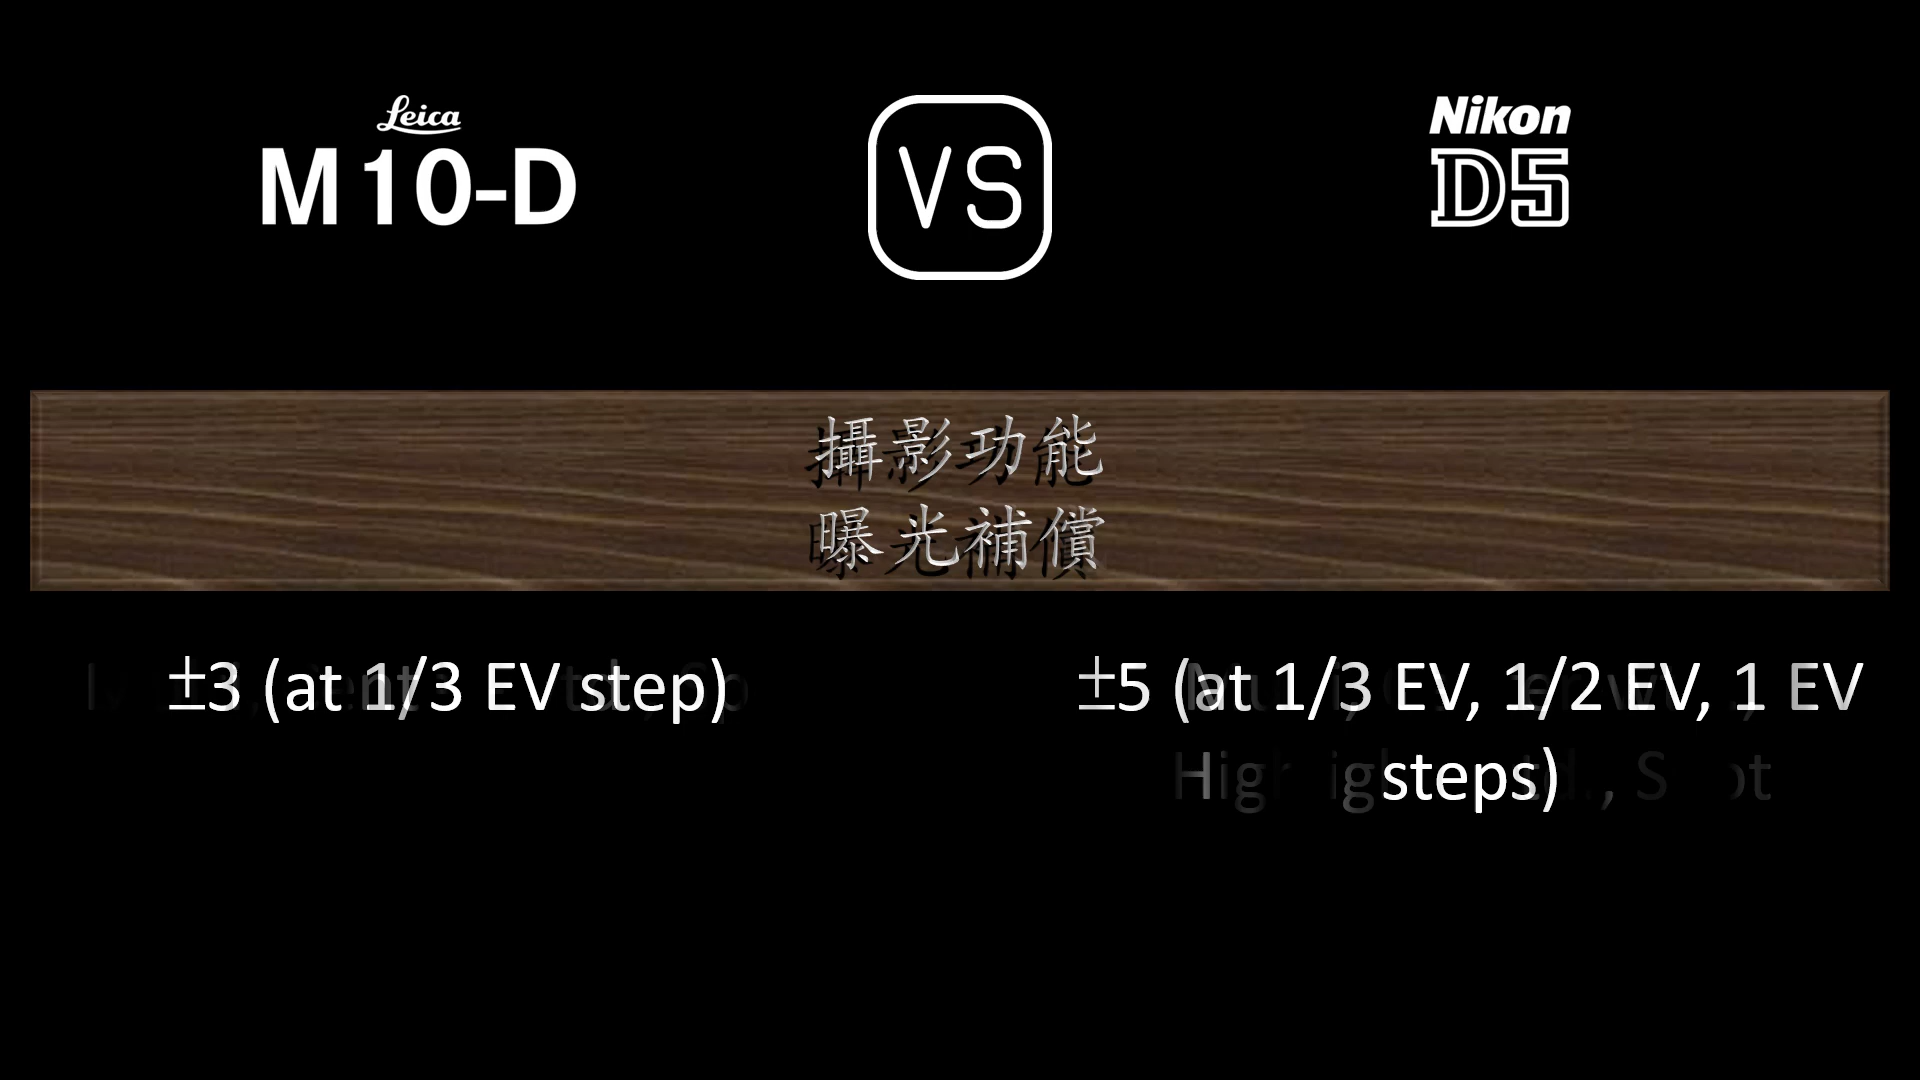 Leica
M10-D
VS
Nikon
D5
攝影功能
曝光補償
±3 (at 1/3 EV step)
±5 (at 1/3 EV, 1/2 EV, 1 EV
steps)